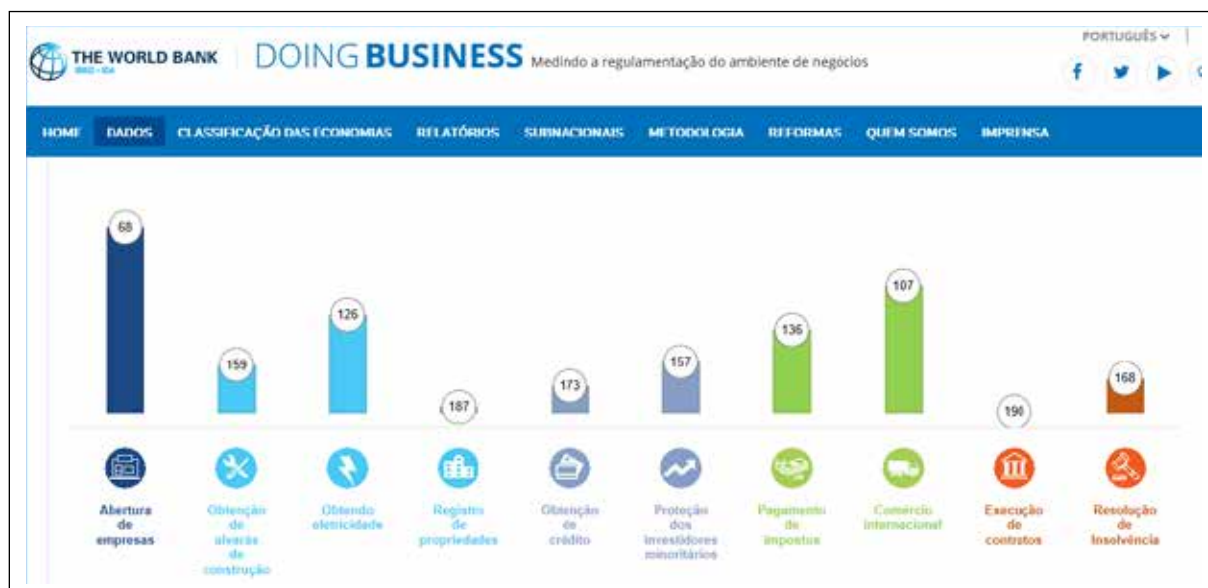 PORTUGUÊS
THE WORLD BANK
IBRD • IDA
DOING BUSINESS Medindo a regulamentação do ambiente de negócios
HOME DADOS CLASSIFICAÇÃO DAS ECONOMIAS RELATÓRIOS SUBNACIONAIS METODOLOGIA REFORMAS QUEM SOMOS IMPRENSA
68
159
126
187
173
157
136
107
190
168
Abertura
de
empresas
Obtenção
de
alvarás
de
construção
Obtendo
eletricidade
Registro
de
propriedades
Obtenção
de
crédito
Proteção
dos
investidores
minoritários
Pagamento
de
impostos
Comércio
internacional
Execução
de
contratos
Resolução
de
Insolvência